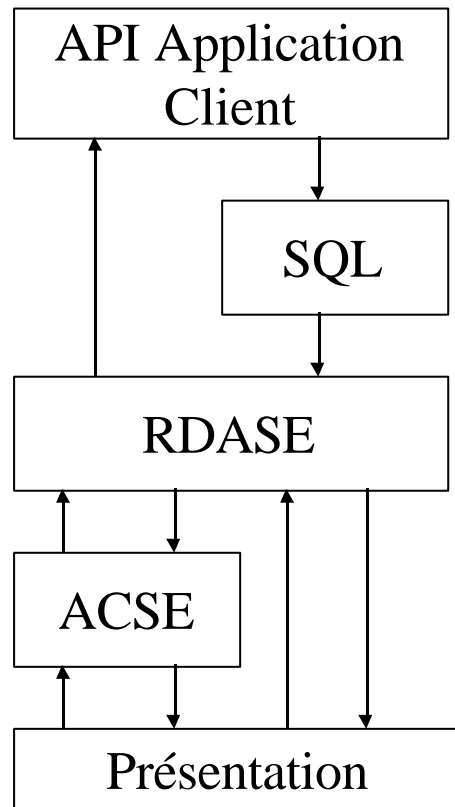 API Application
Client
SQL
RDASE
ACSE
Présentation